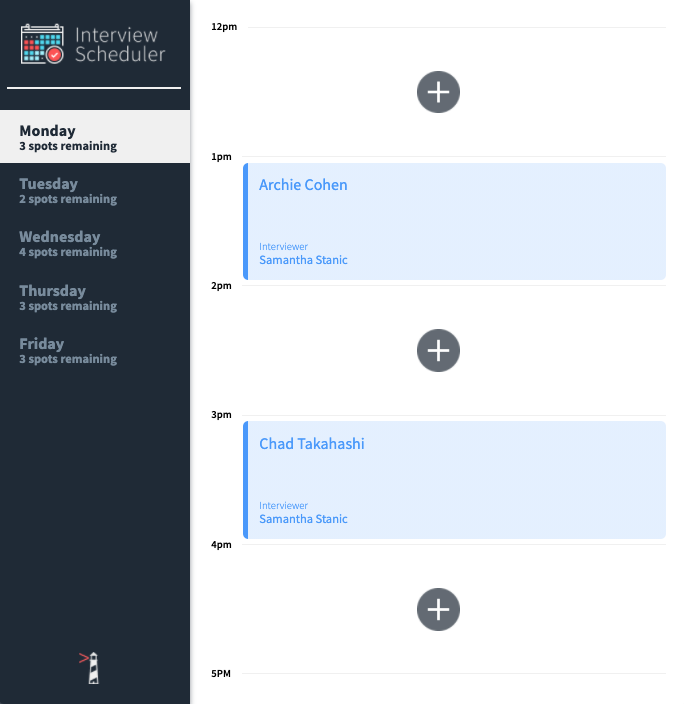 Interview
Scheduler
Monday
3 spots remaining
Tuesday
2 spots remaining
Wednesday
4 spots remaining
Thursday
3 spots remaining
Friday
3 spots remaining
12pm
1pm
Archie Cohen
Interviewer
Samantha Stanic
2pm
3pm
Chad Takahashi
Interviewer
Samantha Stanic
4pm
5PM